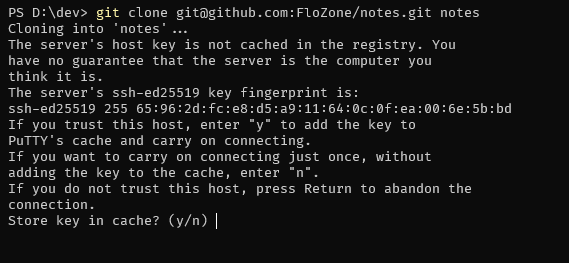 PS D:\dev> git clone git@github.com:FloZone/notes.git notes
Cloning into 'notes'...
The server's host key is not cached in the registry. You
have no guarantee that the server is the computer you
think it is.
The server's ssh-ed25519 key fingerprint is:
ssh-ed25519 255 65:96:2d:fc:e8:d5:a9:11:64:0c:0f:ea:00:6e:5b:bd
If you trust this host, enter "y" to add the key to
PuTTY's cache and carry on connecting.
If you want to carry on connecting just once, without
adding the key to the cache, enter "n".
If you do not trust this host, press Return to abandon the
connection.
Store key in cache? (y/n)